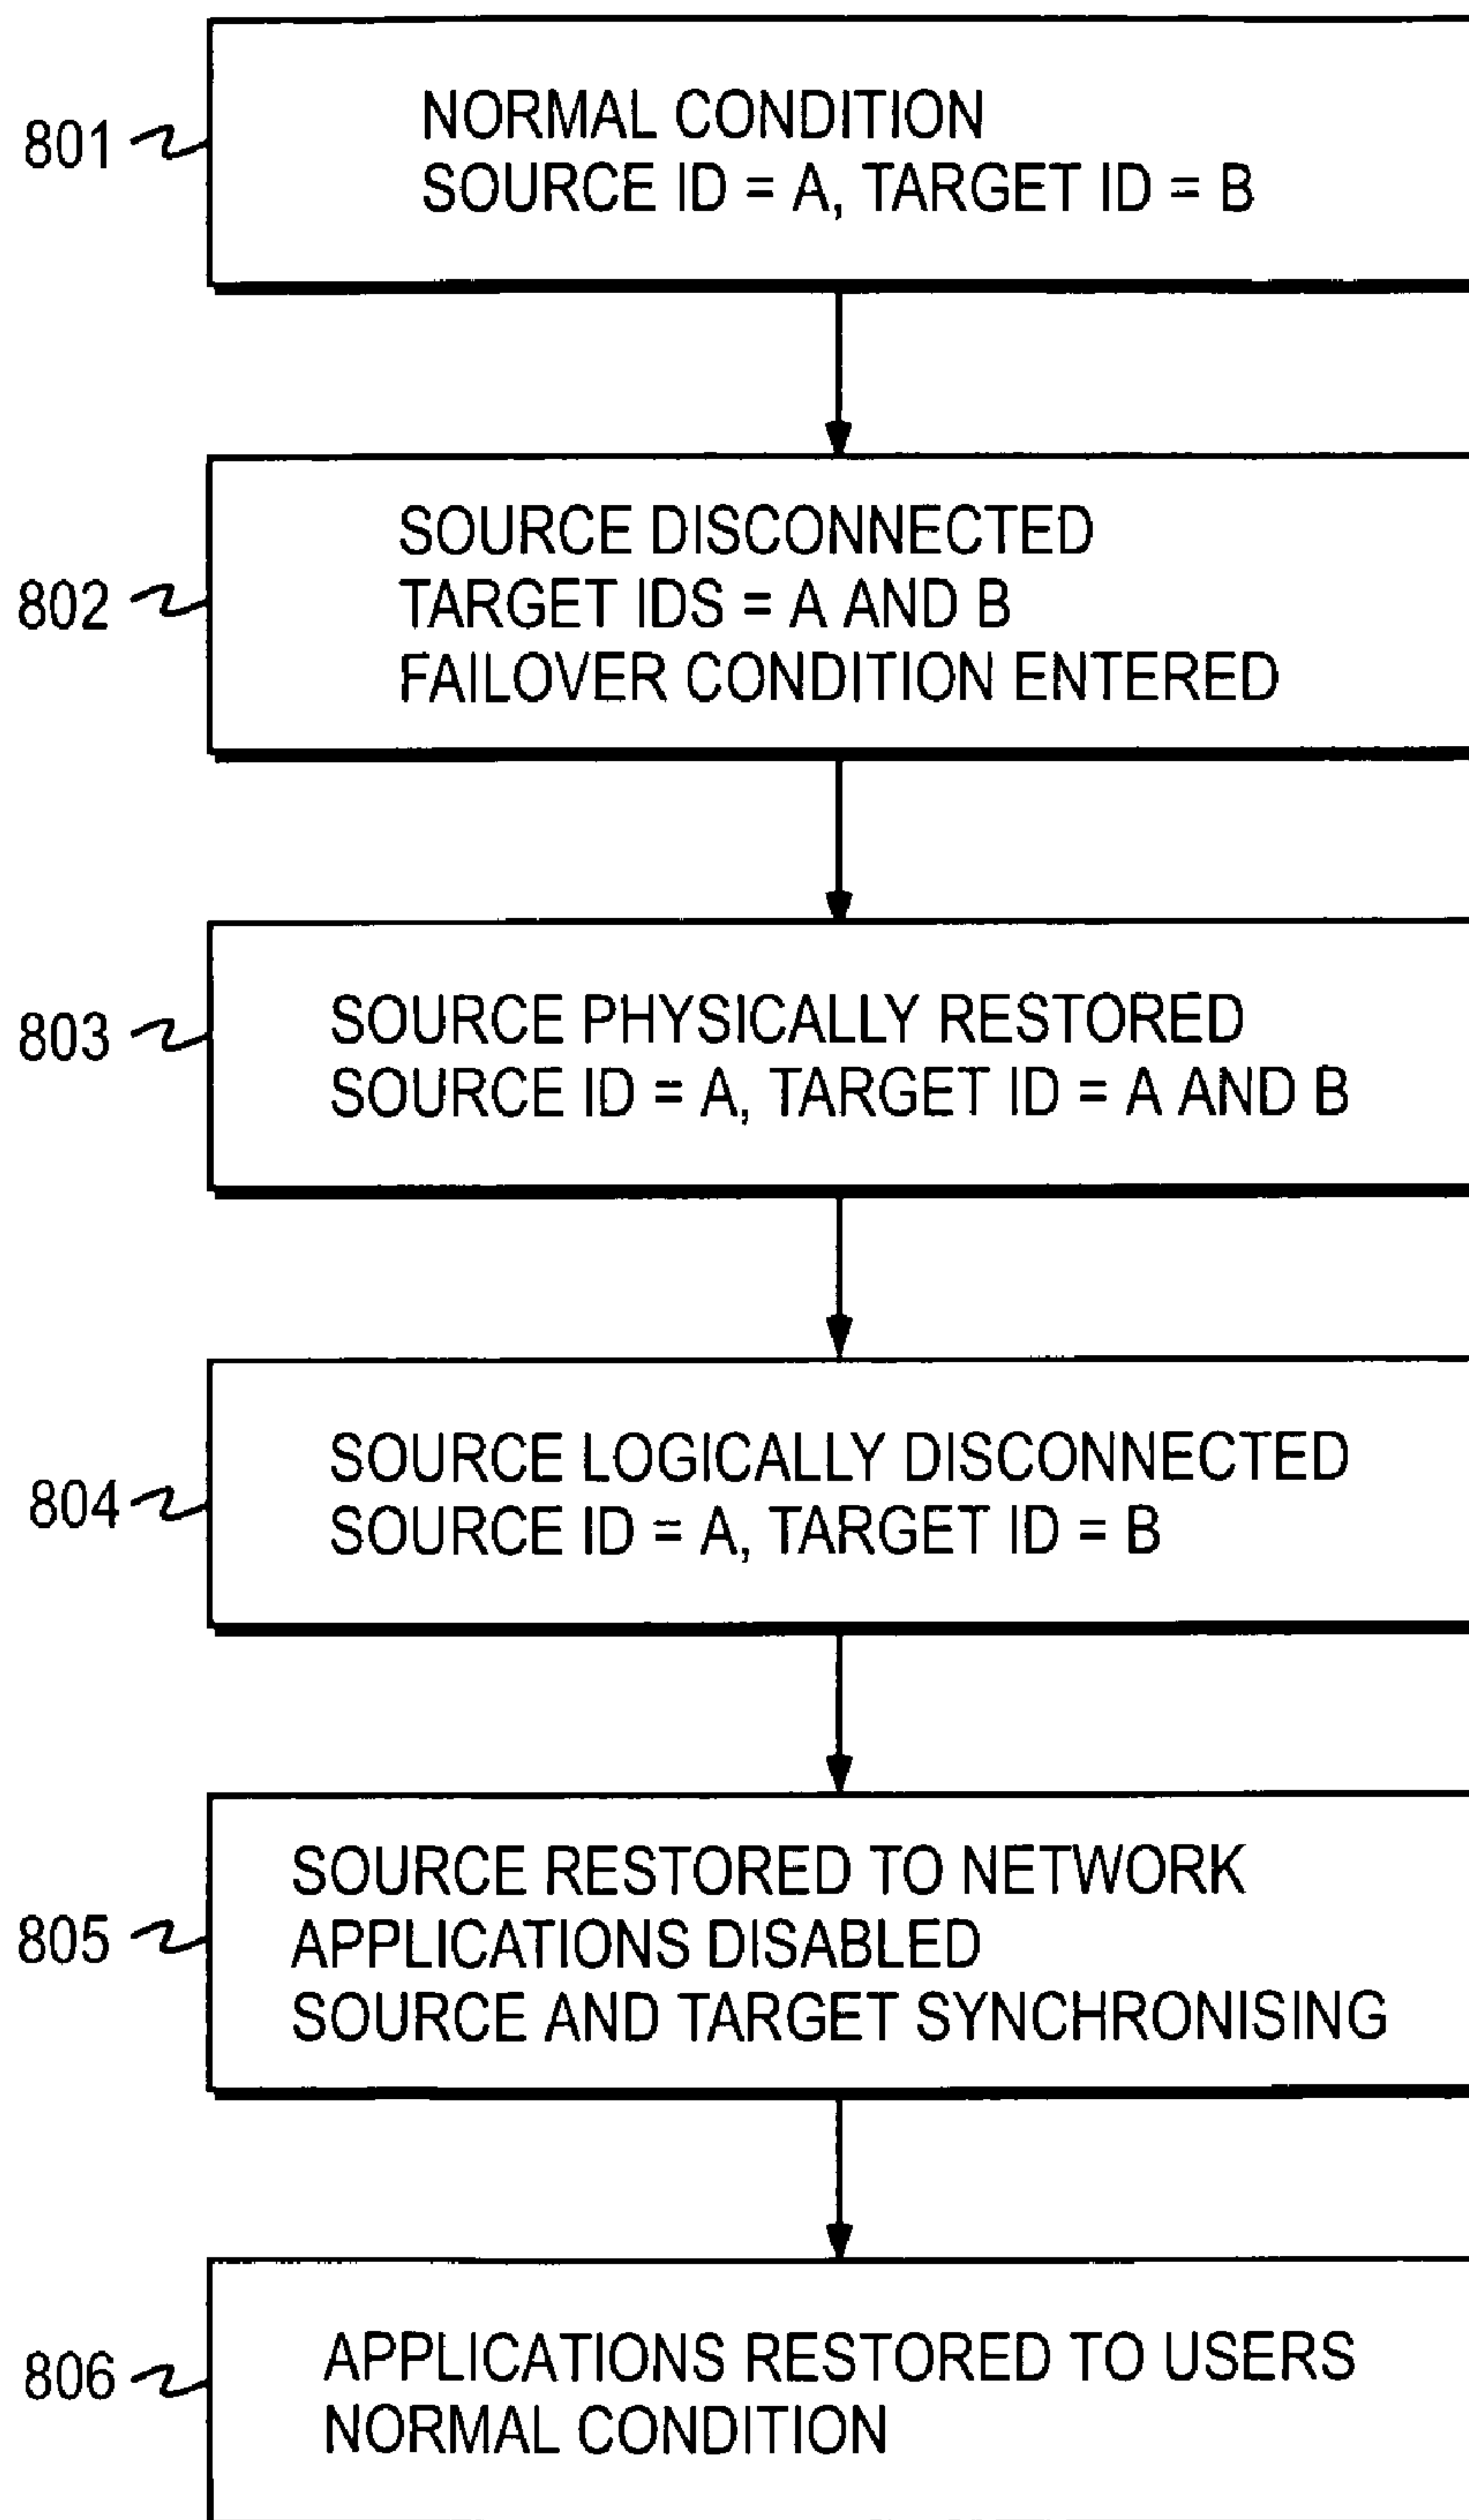 801
NORMAL CONDITION
SOURCE ID = A, TARGET ID = B
802
SOURCE DISCONNECTED
TARGET IDS = A AND B
FAILOVER CONDITION ENTERED
803
SOURCE PHYSICALLY RESTORED
SOURCE ID = A, TARGET ID = A AND B
804
SOURCE LOGICALLY DISCONNECTED
SOURCE ID = A, TARGET ID = B
805
SOURCE RESTORED TO NETWORK
APPLICATIONS DISABLED
SOURCE AND TARGET SYNCHRONISING
806
APPLICATIONS RESTORED TO USERS
NORMAL CONDITION